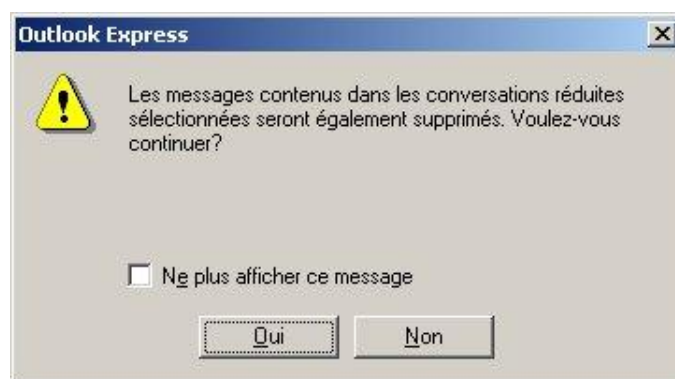 Outlook Express
Les messages contenus dans les conversations réduites
sélectionnées seront également supprimés. Voulez-vous
continuer?
Ne plus afficher ce message
Oui Non